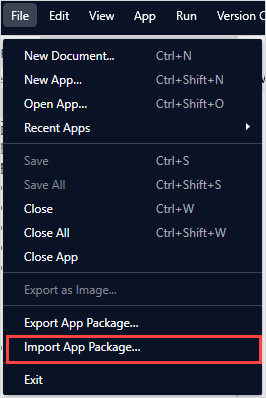 File Edit View App Run Version C
New Document... Ctrl+N
New App... Ctrl+Shift+N
Open App... Ctrl+Shift+O
Recent Apps
Save Ctrl+S
Save All Ctrl+Shift+S
Close Ctrl+W
Close All Ctrl+Shift+W
Close App
Export as Image...
Export App Package...
Import App Package...
Exit